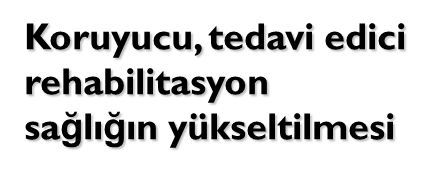 Koruyucu, tedavi edici
rehabilitasyon
sağlığın yükseltilmesi